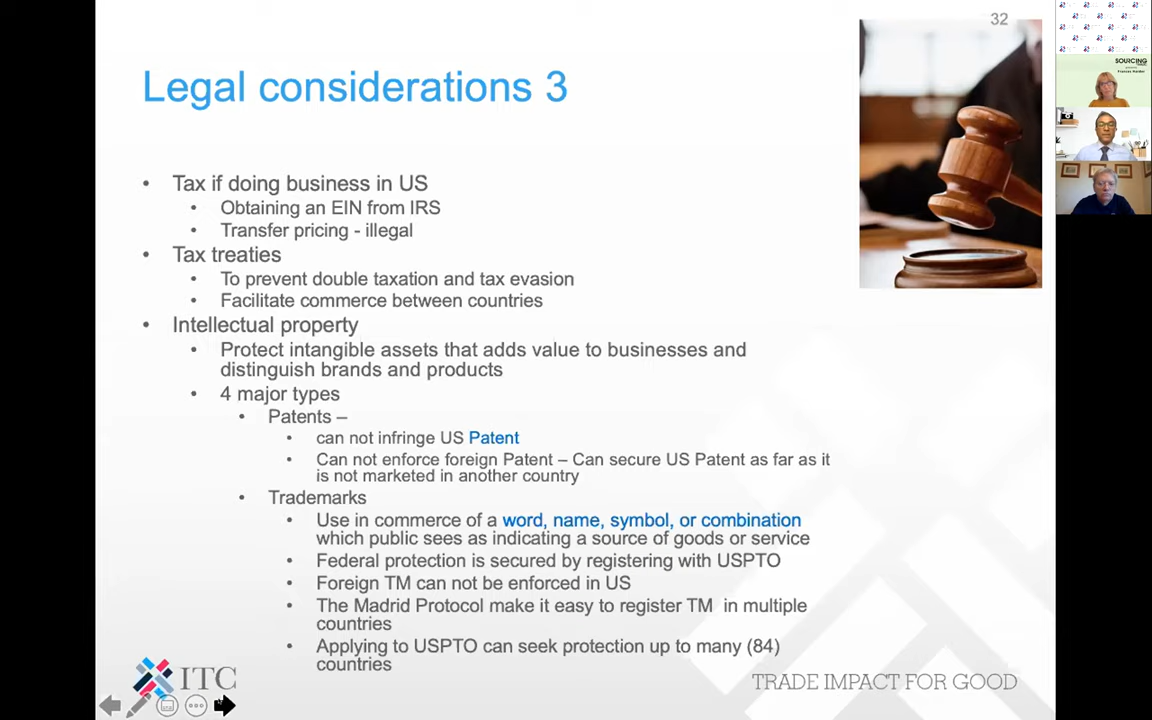 32
Legal considerations 3
• Tax if doing business in US
• Obtaining an EIN from IRS
• Transfer pricing - illegal
• Tax treaties
• To prevent double taxation and tax evasion
• Facilitate commerce between countries
• Intellectual property
• Protect intangible assets that adds value to businesses and
distinguish brands and products
• 4 major types
• Patents –
• can not infringe US Patent
• Can not enforce foreign Patent – Can secure US Patent as far as it
is not marketed in another country
• Trademarks
• Use in commerce of a word, name, symbol, or combination
which public sees as indicating a source of goods or service
• Federal protection is secured by registering with USPTO
• Foreign TM can not be enforced in US
• The Madrid Protocol make it easy to register TM in multiple
countries
• Applying to USPTO can seek protection up to many (84)
countries
ITC
TRADE IMPACT FOR GOOD
SOURCING